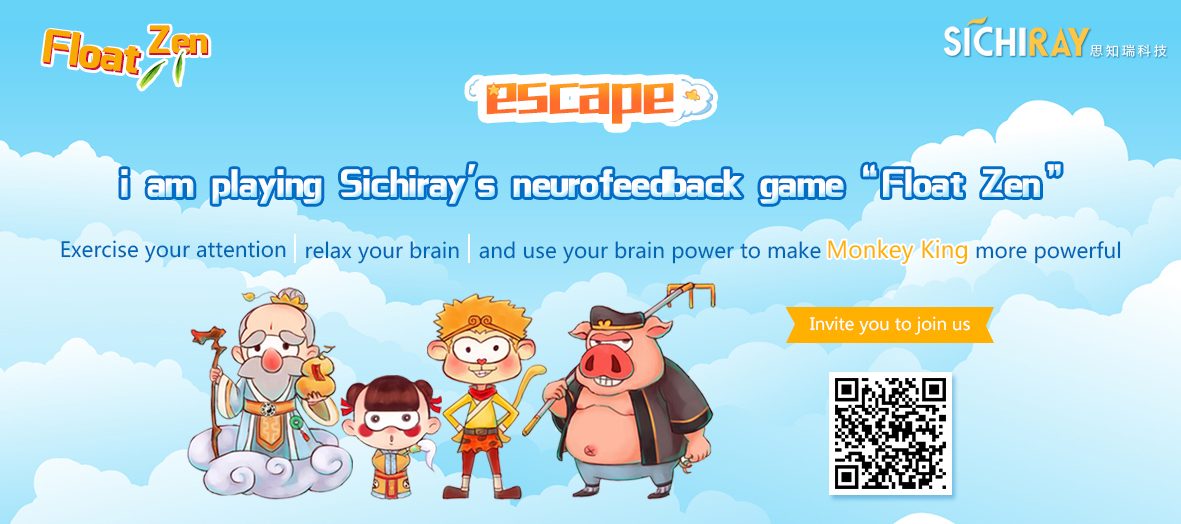 Float Zen
SICHIRAY思知瑞科技
escape
i am playing Sichiray's neurofeedback game “Float Zen”
Exercise your attention | relax your brain | and use your brain power to make Monkey King more powerful
Invite you to join us